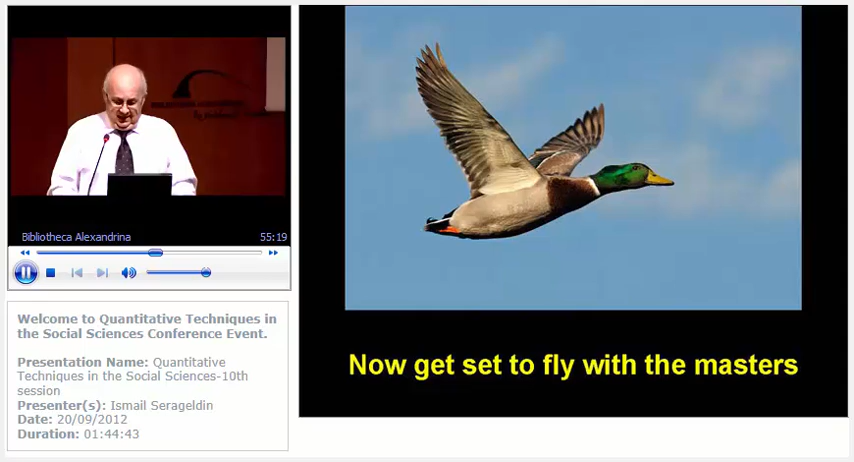 Bibliotheca Alexandrina 55:19
Welcome to Quantitative Techniques in
the Social Sciences Conference Event.
Presentation Name: Quantitative
Techniques in the Social Sciences-10th
session
Presenter(s): Ismail Serageldin
Date: 20/09/2012
Duration: 01:44:43
Now get set to fly with the masters